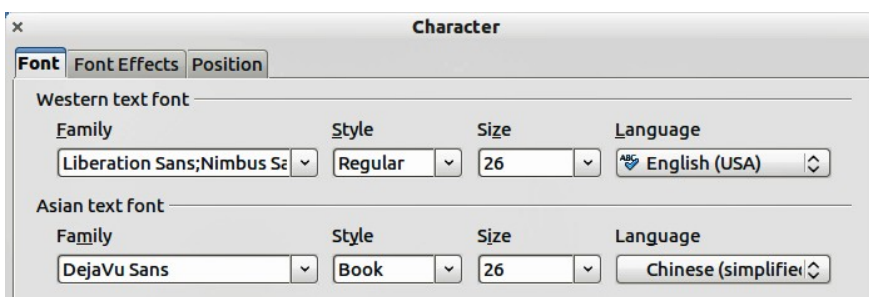 Character
Font Font Effects Position
Western text font
Family Style Size Language
Liberation Sans;Nimbus Sa Regular 26 English (USA)
Asian text font
Family Style Size Language
DejaVu Sans Book 26 Chinese (simplified